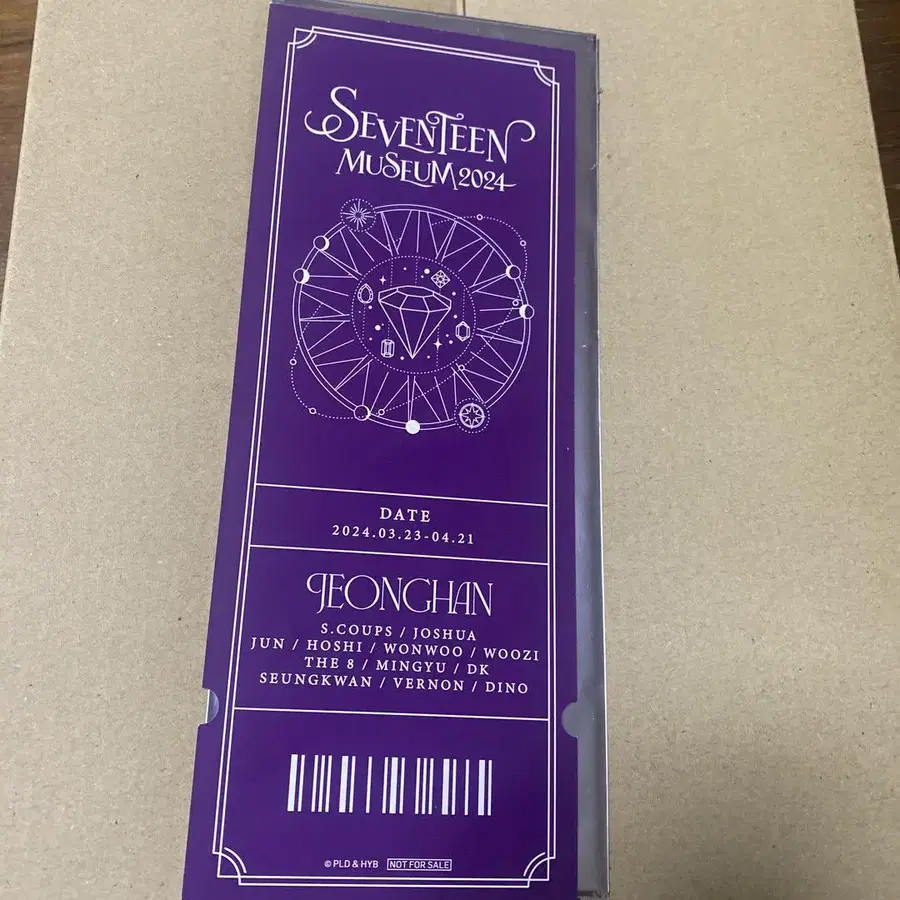 SEVENTEEN
MUSEUM 2024
DATE
2024.03.23-04.21
JEONGHAN
S.COUPS / JOSHUA
JUN / HOSHI / WONWOO / WOOZI
THE 8 / MINGYU / DK
SEUNGKWAN / VERNON / DINO
© PLD & HYB NOT FOR SALE